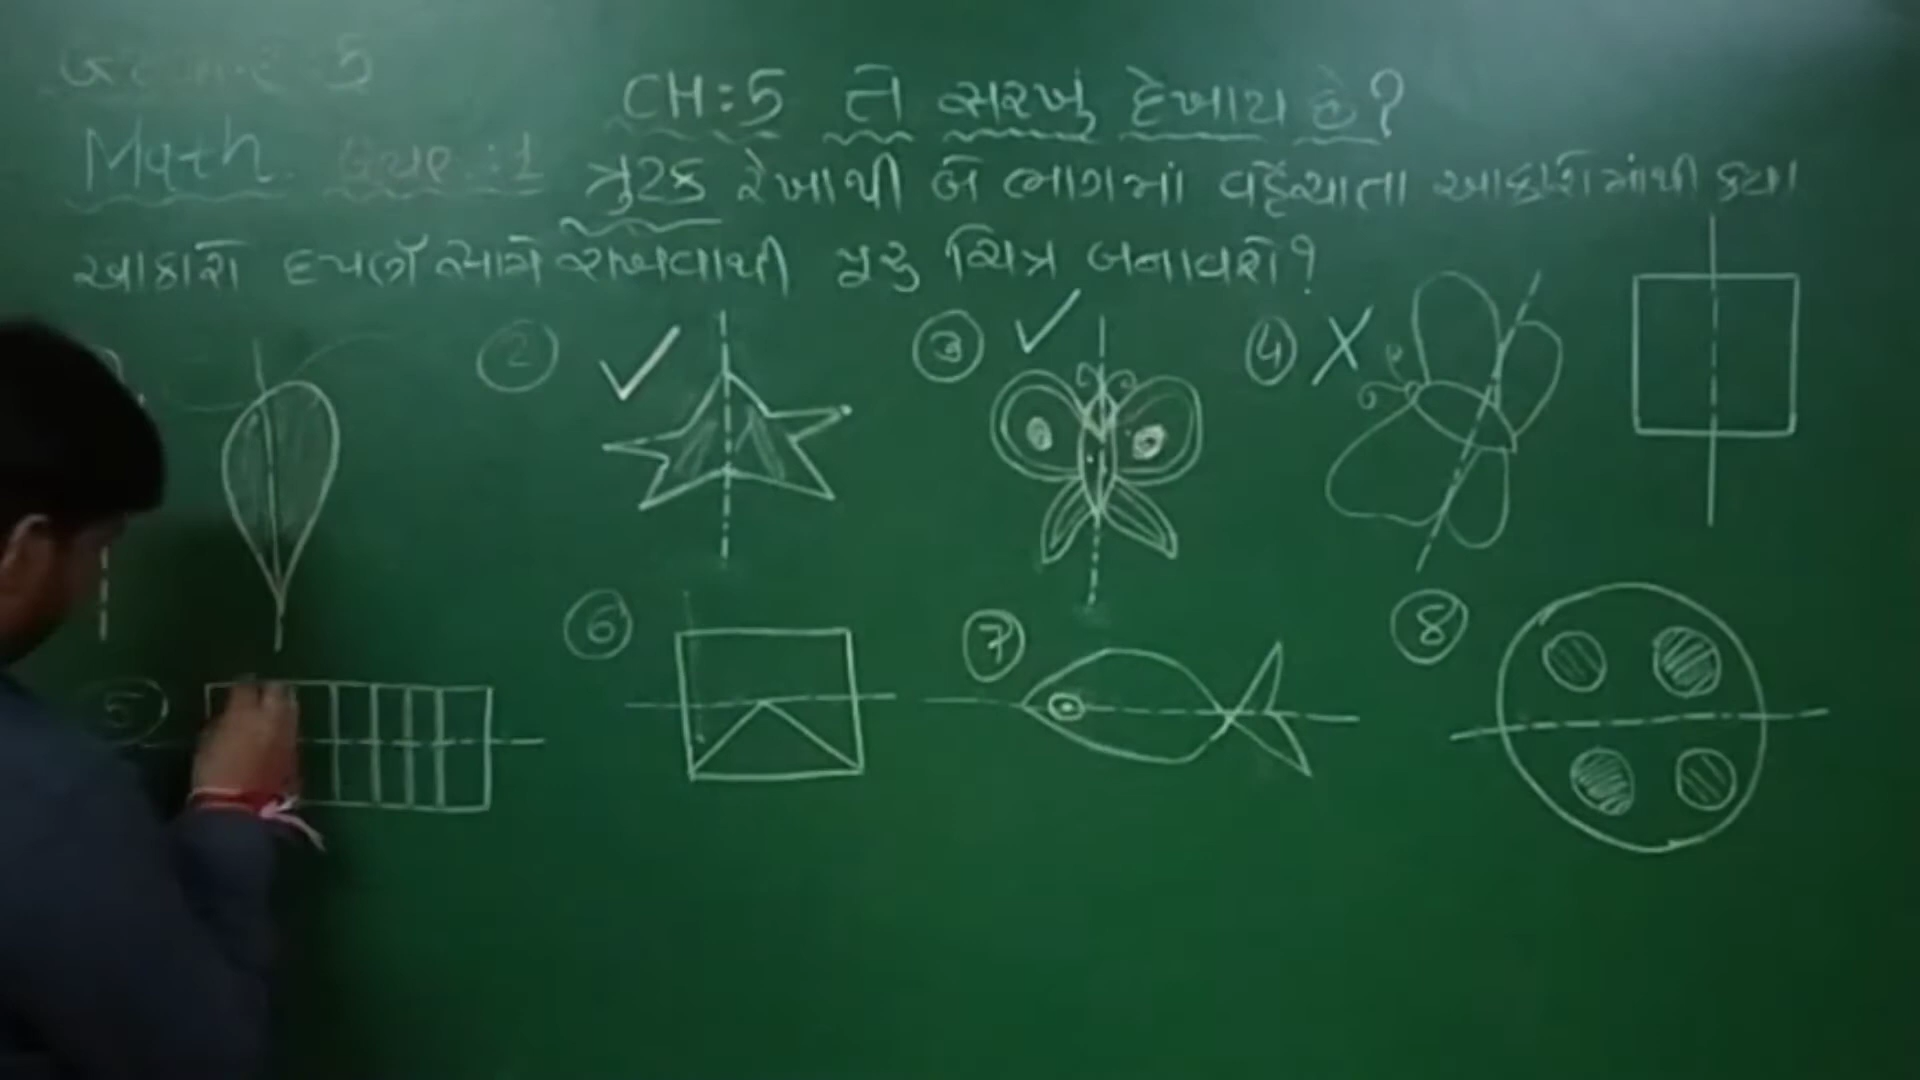 CH:5 તે સરખું દેખાય છે?
Math
ત્રુટક રેખાથી બે ભાગમાં વહેંચાતા આકારોમાંથી કયા
આકારો દર્પણ સામે રાખવાથી પૂરુ ચિત્ર બનાવશે?
2 ✓ 3 ✓ 4 X
5 6 7 8